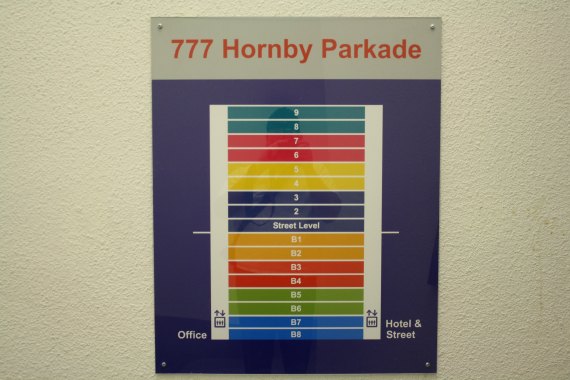 777 Hornby Parkade
9
8
7
6
5
4
3
2
Street Level
B1
B2
B3
B4
B5
B6
B7
B8
Office
Hotel &
Street